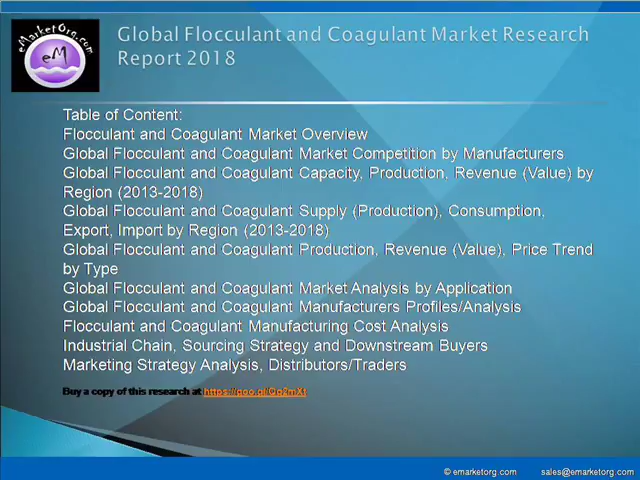 eMarketOrg.com
eM
Global Flocculant and Coagulant Market Research
Report 2018
Table of Content:
Flocculant and Coagulant Market Overview
Global Flocculant and Coagulant Market Competition by Manufacturers
Global Flocculant and Coagulant Capacity, Production, Revenue (Value) by
Region (2013-2018)
Global Flocculant and Coagulant Supply (Production), Consumption,
Export, Import by Region (2013-2018)
Global Flocculant and Coagulant Production, Revenue (Value), Price Trend
by Type
Global Flocculant and Coagulant Market Analysis by Application
Global Flocculant and Coagulant Manufacturers Profiles/Analysis
Flocculant and Coagulant Manufacturing Cost Analysis
Industrial Chain, Sourcing Strategy and Downstream Buyers
Marketing Strategy Analysis, Distributors/Traders
Buy a copy of this research at
© emarketorg.com sales@emarketorg.com